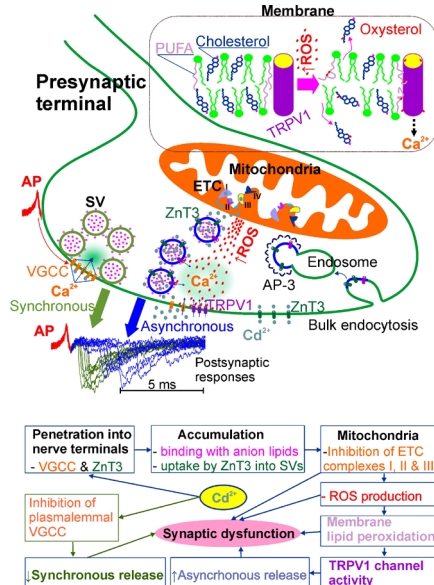 Membrane
PUFA
Cholesterol
ROS
Oxysterol
TRPV1
Ca2+
Presynaptic
terminal
Mitochondria
ETC
I
II
III
IV
AP
SV
ZnT3
ROS
VGCC
Ca2+
Synchronous
Ca2+
TRPV1
Endosome
AP-3
ZnT3
Cd2+
Bulk endocytosis
AP
Asynchronous
Postsynaptic
responses
5 ms
Penetration into
nerve terminals
- VGCC & ZnT3
Accumulation
- binding with anion lipids
- uptake by ZnT3 into SVs
Mitochondria
-Inhibition of ETC
complexes I, II & III
Cd2+
Inhibition of
plasmalemmal
VGCC
- ROS production
Synaptic dysfunction
Membrane
lipid peroxidation
↓Synchronous release
↑Asyncrhonous release
TRPV1 channel
activity